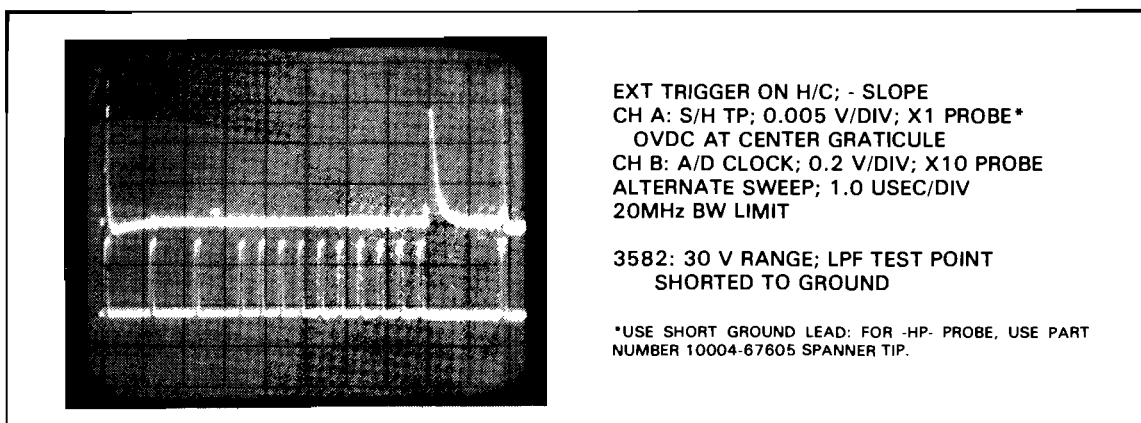 EXT TRIGGER ON H/C; - SLOPE
CH A: S/H TP; 0.005 V/DIV; X1 PROBE*
OVDC AT CENTER GRATICULE
CH B: A/D CLOCK; 0.2 V/DIV; X10 PROBE
ALTERNATE SWEEP; 1.0 USEC/DIV
20MHz BW LIMIT
3582: 30 V RANGE; LPF TEST POINT
SHORTED TO GROUND
*USE SHORT GROUND LEAD: FOR -HP- PROBE, USE PART
NUMBER 10004-67605 SPANNER TIP.